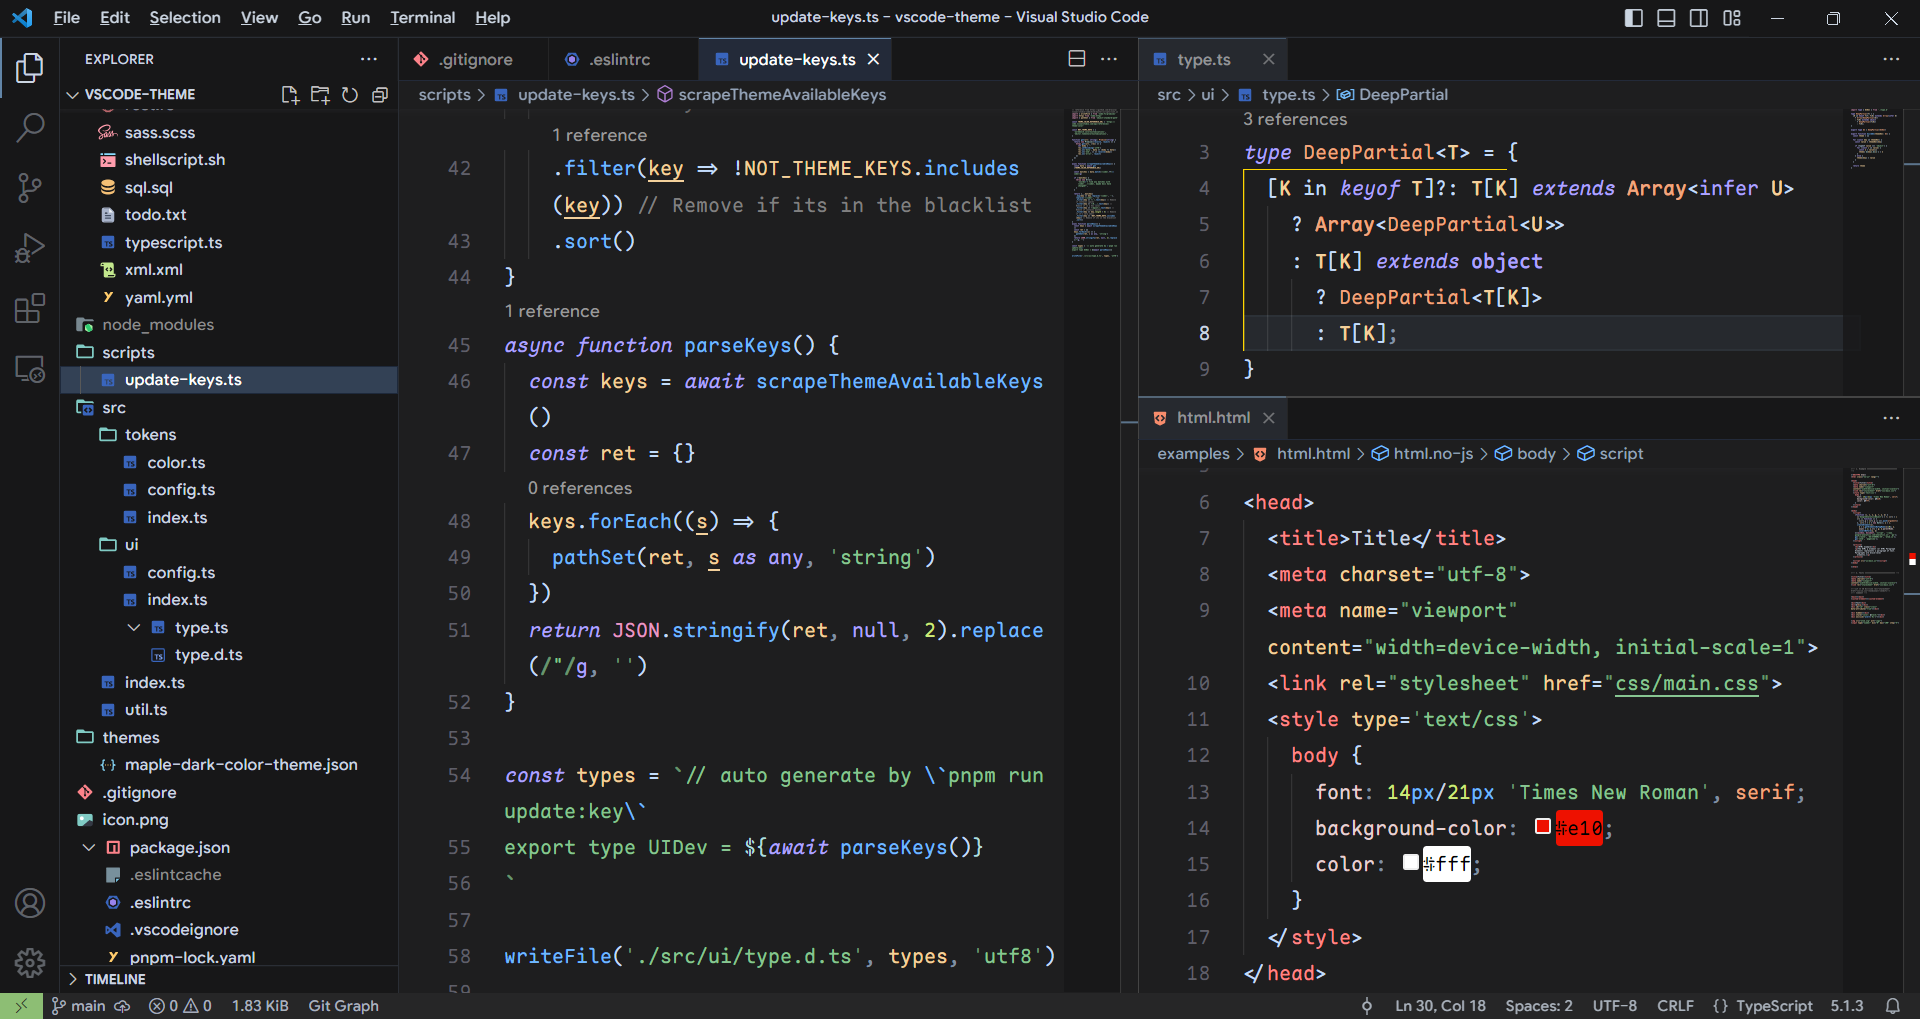 File Edit Selection View Go Run Terminal Help
update-keys.ts - vscode-theme - Visual Studio Code
EXPLORER
VSCODE-THEME
sass.scss
shellscript.sh
sql.sql
todo.txt
typescript.ts
xml.xml
yaml.yml
node_modules
scripts
update-keys.ts
src
tokens
color.ts
config.ts
index.ts
ui
config.ts
index.ts
type.ts
type.d.ts
index.ts
util.ts
themes
maple-dark-color-theme.json
.gitignore
icon.png
package.json
.eslintcache
.eslintrc
.vscodeignore
pnpm-lock.yaml
TIMELINE
.gitignore .eslintrc update-keys.ts
scripts > update-keys.ts > scrapeThemeAvailableKeys
1 reference
42 .filter(key => !NOT_THEME_KEYS.includes
(key)) // Remove if its in the blacklist
43 .sort()
44 }
1 reference
45 async function parseKeys() {
46 const keys = await scrapeThemeAvailableKeys
()
47 const ret = {}
0 references
48 keys.forEach((s) => {
49 pathSet(ret, s as any, 'string')
50 })
51 return JSON.stringify(ret, null, 2).replace
(/"/g, '')
52 }
53
54 const types = `// auto generate by \`pnpm run
update:key\`
55 export type UIDev = ${await parseKeys()}
56 `
57
58 writeFile('./src/ui/type.d.ts', types, 'utf8')
59
type.ts
src > ui > type.ts > DeepPartial
3 references
3 type DeepPartial<T> = {
4 [K in keyof T]?: T[K] extends Array<infer U>
5 ? Array<DeepPartial<U>>
6 : T[K] extends object
7 ? DeepPartial<T[K]>
8 : T[K];
9 }
html.html
examples > html.html > html.no-js > body > script
6 <head>
7 <title>Title</title>
8 <meta charset="utf-8">
9 <meta name="viewport"
content="width=device-width, initial-scale=1">
10 <link rel="stylesheet" href="css/main.css">
11 <style type='text/css'>
12 body {
13 font: 14px/21px 'Times New Roman', serif;
14 background-color: #e10;
15 color: #fff;
16 }
17 </style>
18 </head>
main 0 0 1.83 KiB Git Graph Ln 30, Col 18 Spaces: 2 UTF-8 CRLF {} TypeScript 5.1.3